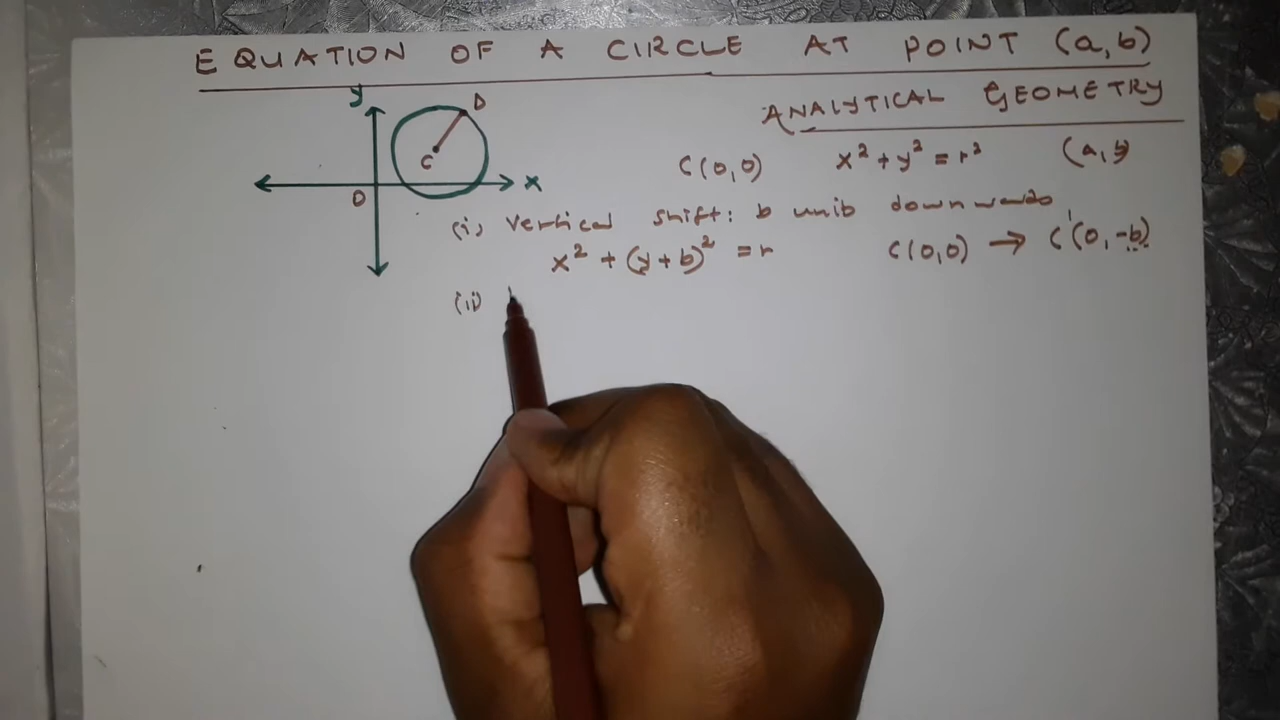 EQUATION OF A CIRCLE AT POINT (a,b)
ANALYTICAL GEOMETRY
y
D
C
O
x
C(0,0) x² + y² = r² (a,b)
(i) vertical shift: b units downwards
x² + (y+b)² = r C(0,0) → C'(0,-b)
(ii)